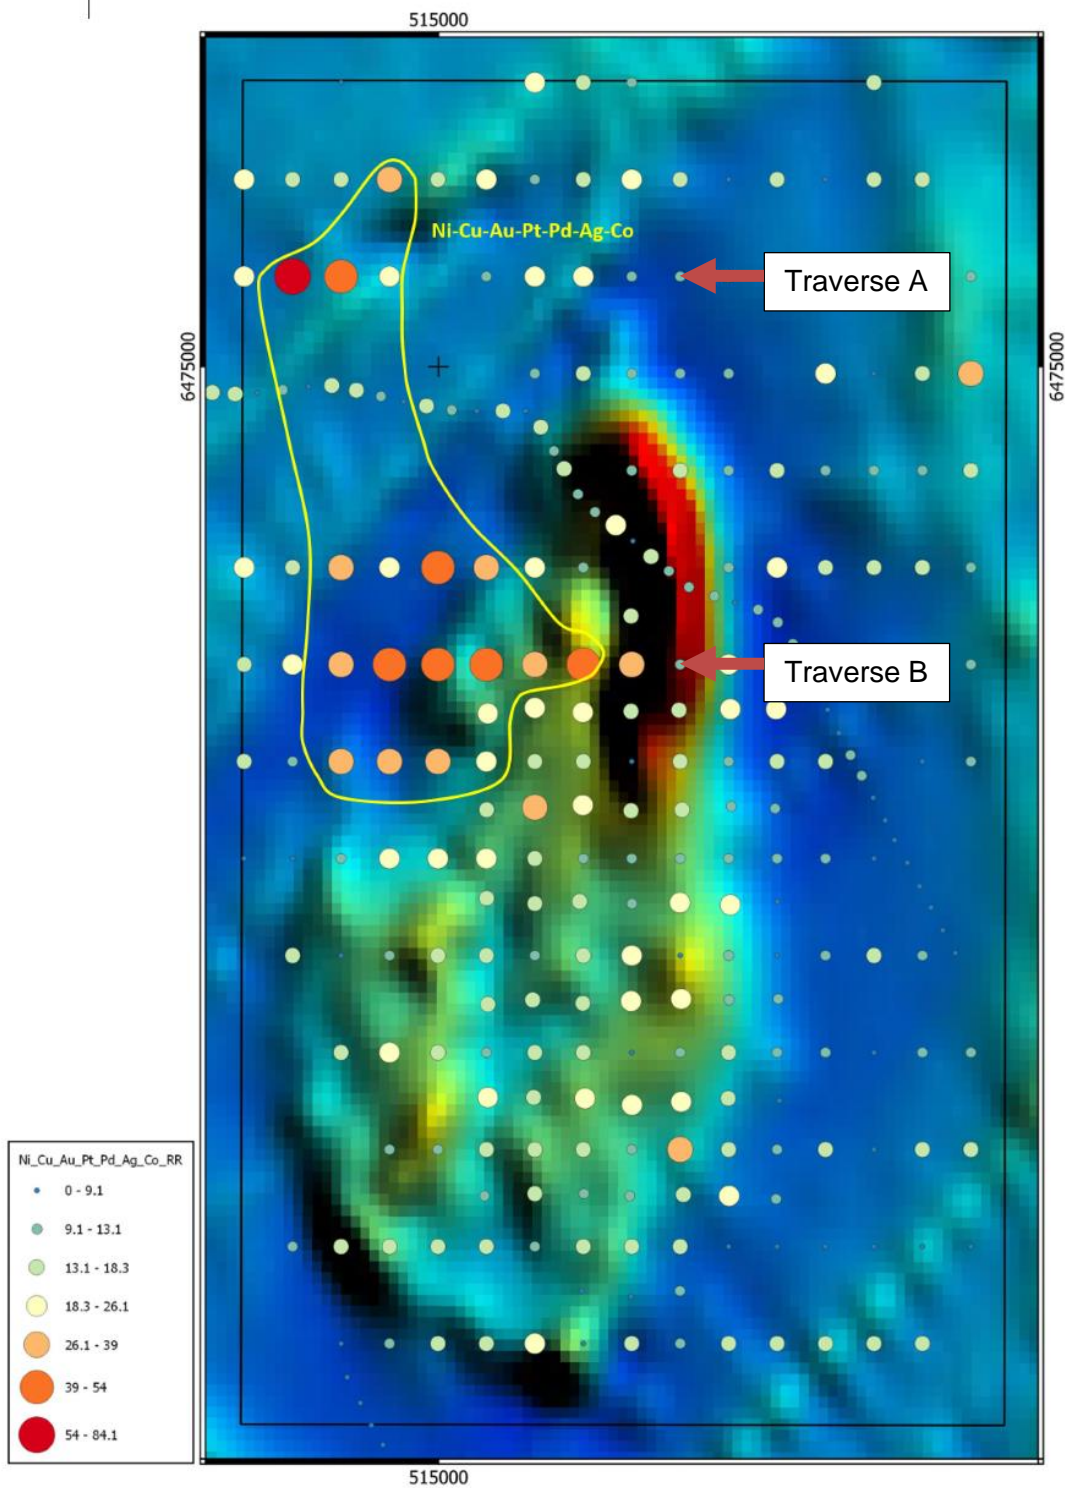 515000
Ni-Cu-Au-Pt-Pd-Ag-Co
Traverse A
6475000
6475000
Traverse B
Ni_Cu_Au_Pt_Pd_Ag_Co_RR
0 - 9.1
9.1 - 13.1
13.1 - 18.3
18.3 - 26.1
26.1 - 39
39 - 54
54 - 84.1
515000